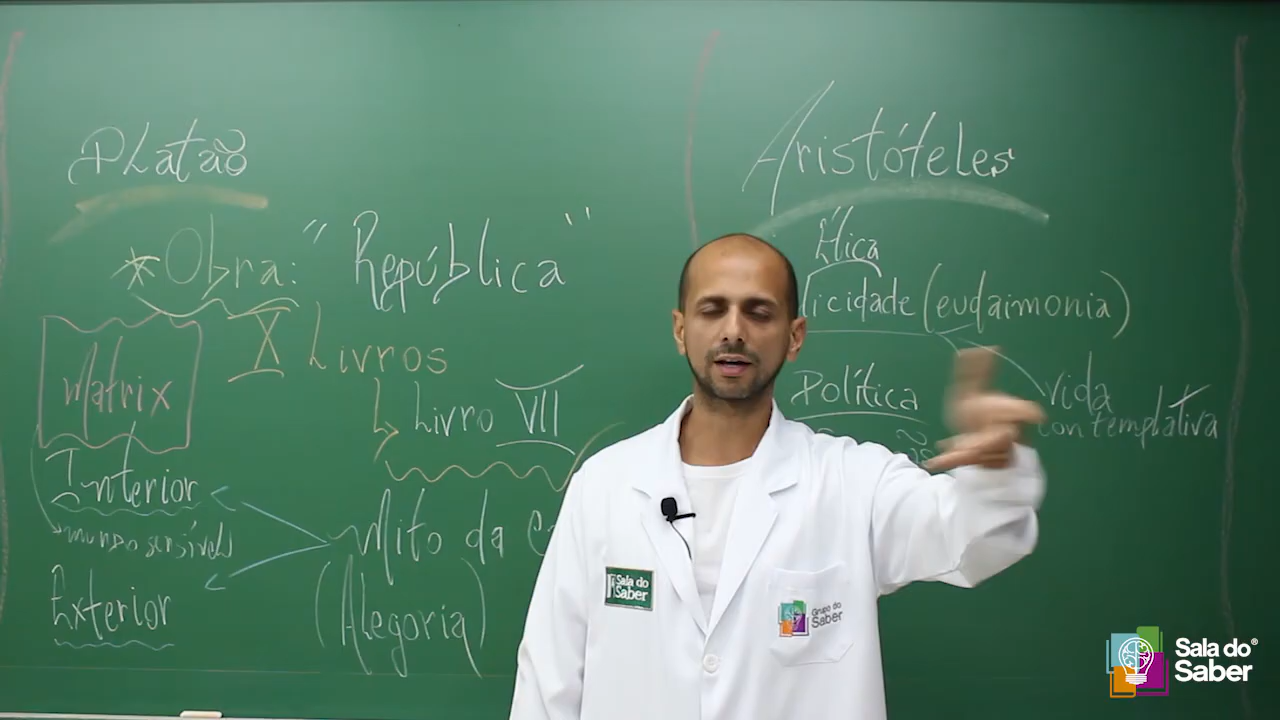 Platão
*Obra: "República"
X Livros
Livro VII
Matrix
Interior
mundo sensível
Exterior
Mito da
(Alegoria)
Aristóteles
Ética
licidade (eudaimonia)
Política
vida
contemplativa
Sala do
Saber
Grupo do
Saber
Sala do®
Saber